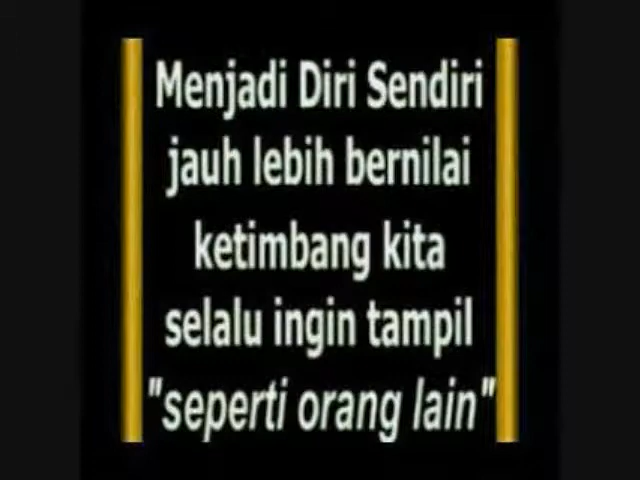 Menjadi Diri Sendiri
jauh lebih bernilai
ketimbang kita
selalu ingin tampil
"seperti orang lain"